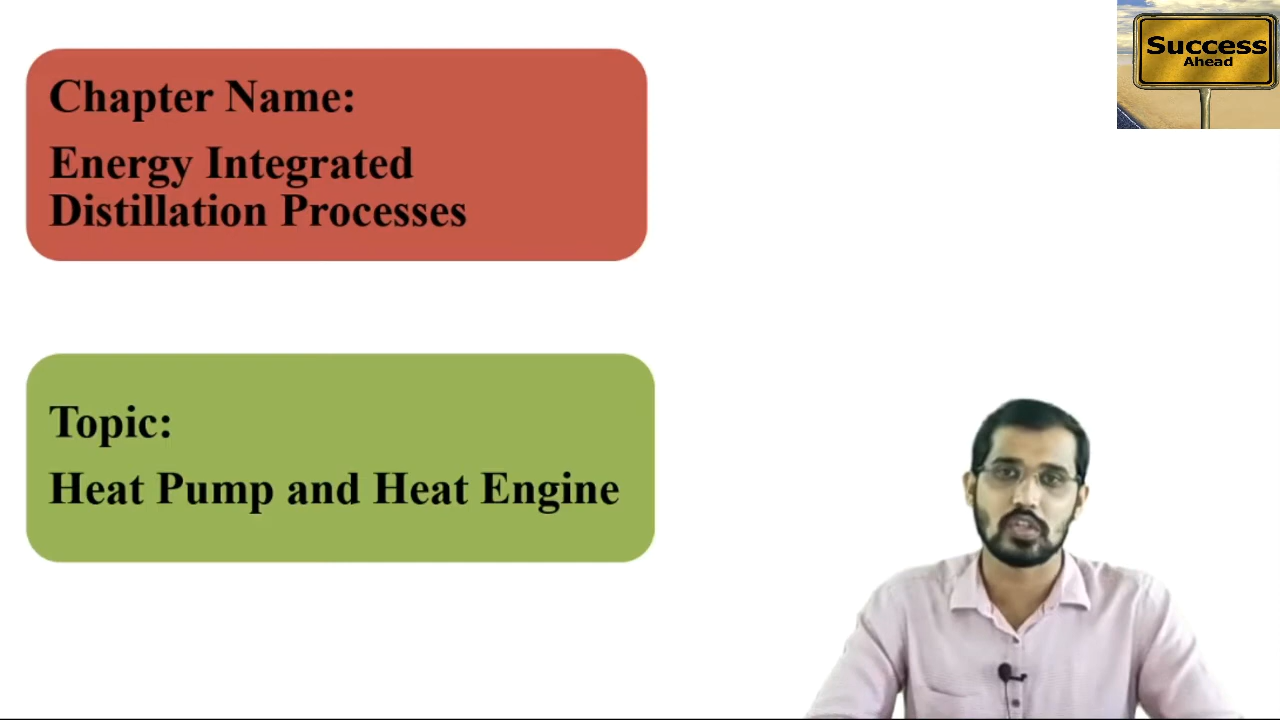 Chapter Name:
Energy Integrated
Distillation Processes
Topic:
Heat Pump and Heat Engine
Success
Ahead